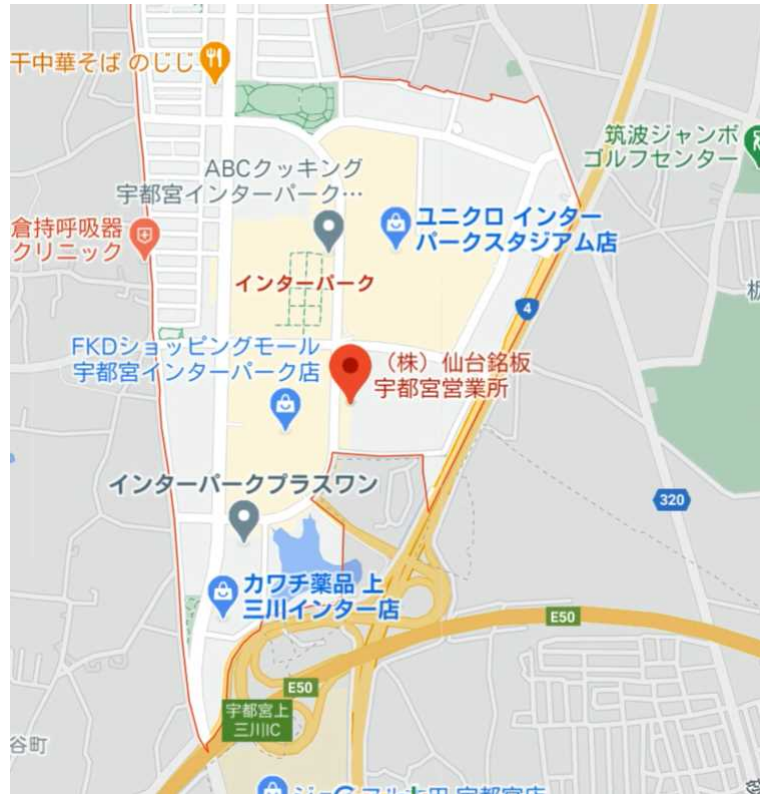 干中華そば のじじ
筑波ジャンボ
ゴルフセンター
ABCクッキング
宇都宮インターパーク…
ユニクロ インター
パークスタジアム店
倉持呼吸器
クリニック
インターパーク
栃
4
FKDショッピングモール
宇都宮インターパーク店
（株）仙台銘板
宇都宮営業所
インターパークプラスワン
320
カワチ薬品 上
三川インター店
E50
E50
宇都宮上
三川IC
谷町